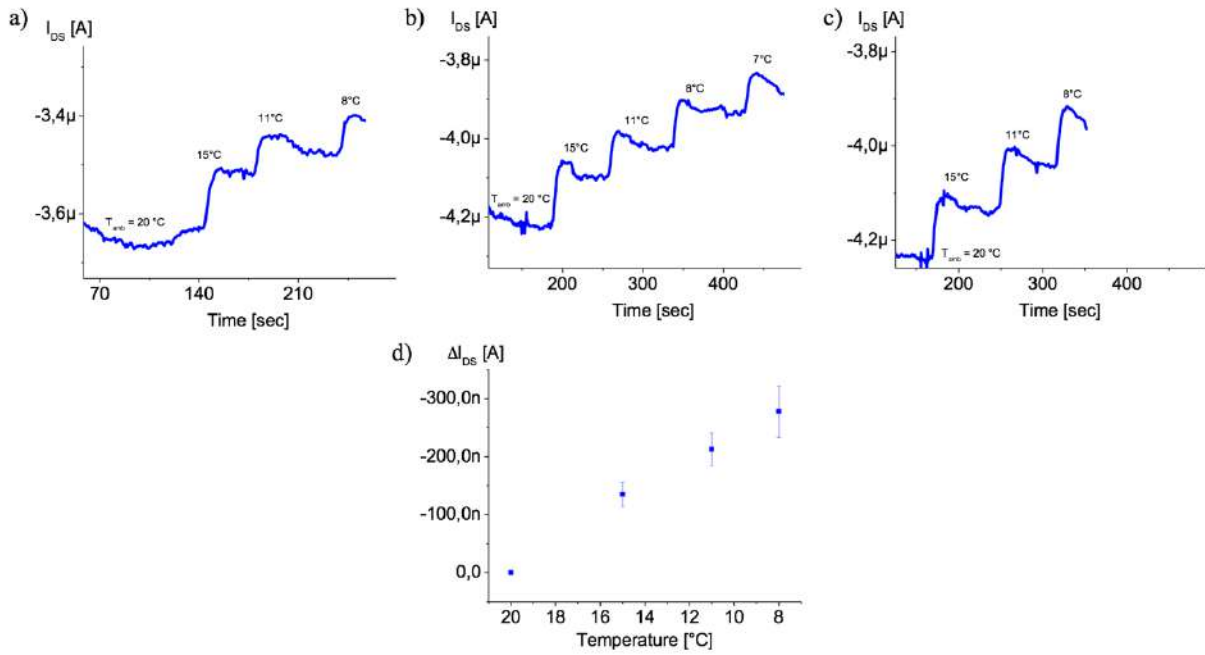 a)
I_DS [A]
-3,4µ
-3,6µ
T_amb = 20 °C
15°C
11°C
8°C
70
140
210
Time [sec]
b)
I_DS [A]
-3,8µ
-4,0µ
-4,2µ
T_amb = 20 °C
15°C
11°C
8°C
7°C
200
300
400
Time [sec]
c)
I_DS [A]
-3,8µ
-4,0µ
-4,2µ
15°C
11°C
8°C
T_amb = 20 °C
200
300
400
Time [sec]
d)
ΔI_DS [A]
-300,0n
-200,0n
-100,0n
0,0
20
18
16
14
12
10
8
Temperature [°C]